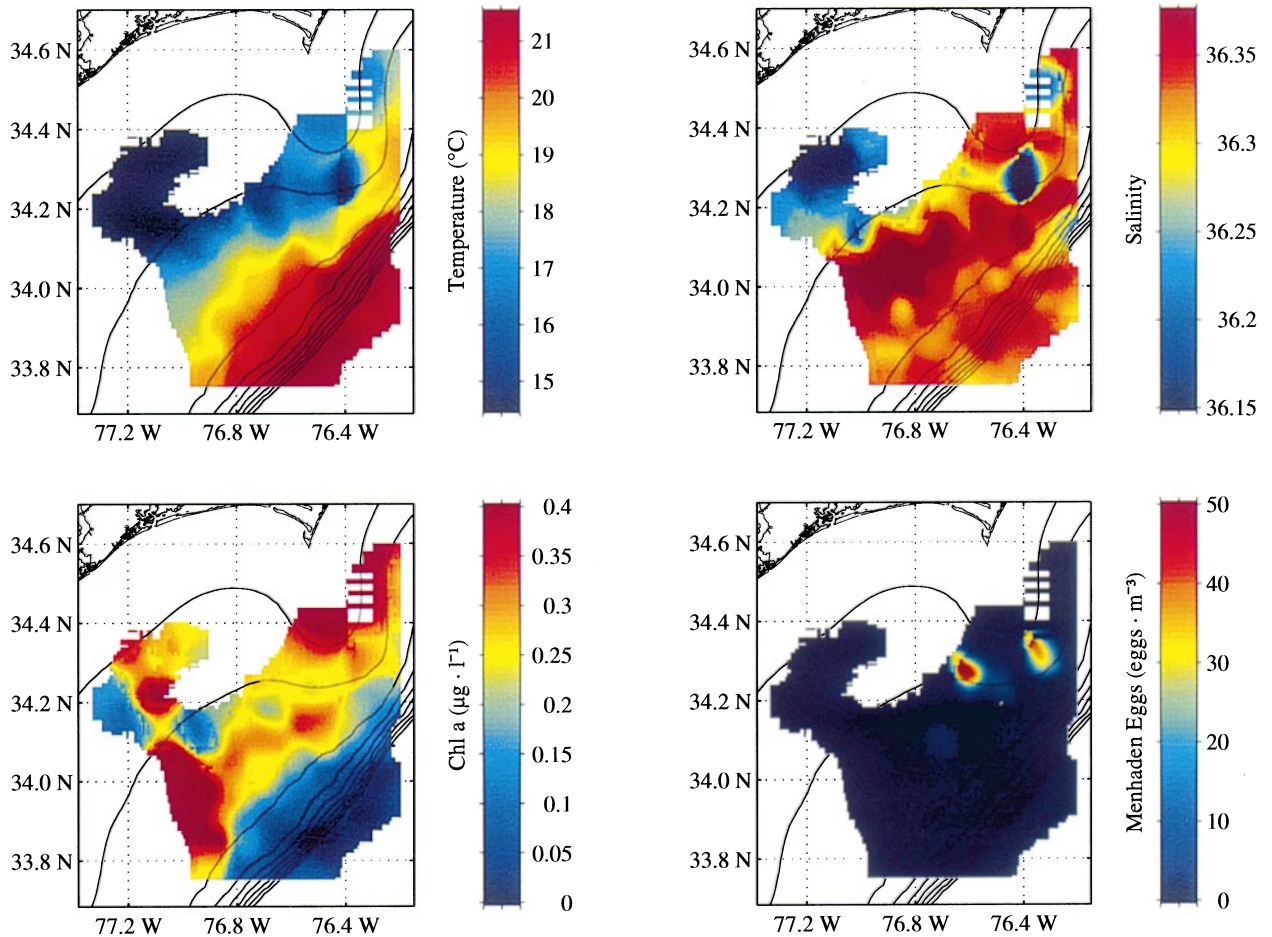 34.6 N
34.4 N
34.2 N
34.0 N
33.8 N
77.2 W 76.8 W 76.4 W
21
20
19
18
17
16
15
Temperature (°C)
34.6 N
34.4 N
34.2 N
34.0 N
33.8 N
77.2 W 76.8 W 76.4 W
Salinity
36.35
36.3
36.25
36.2
36.15
34.6 N
34.4 N
34.2 N
34.0 N
33.8 N
77.2 W 76.8 W 76.4 W
Chl a (µg · l⁻¹)
0.4
0.35
0.3
0.25
0.2
0.15
0.1
0.05
0
34.6 N
34.4 N
34.2 N
34.0 N
33.8 N
77.2 W 76.8 W 76.4 W
Menhaden Eggs (eggs · m⁻³)
50
40
30
20
10
0